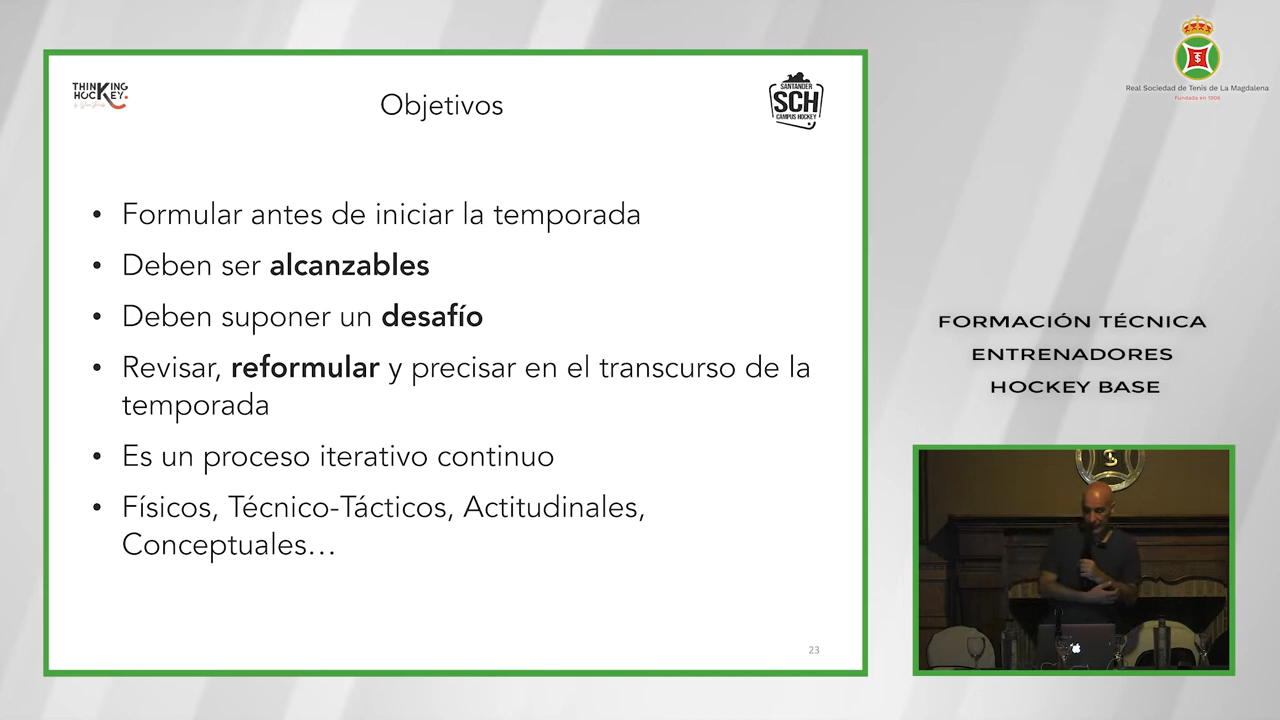 THINKING
HOCKEY.
Objetivos
SANTANDER
SCH
CAMPUS HOCKEY
• Formular antes de iniciar la temporada
• Deben ser alcanzables
• Deben suponer un desafío
• Revisar, reformular y precisar en el transcurso de la
temporada
• Es un proceso iterativo continuo
• Físicos, Técnico-Tácticos, Actitudinales,
Conceptuales…
23
Real Sociedad de Tenis de La Magdalena
Fundada en 1906
FORMACIÓN TÉCNICA
ENTRENADORES
HOCKEY BASE